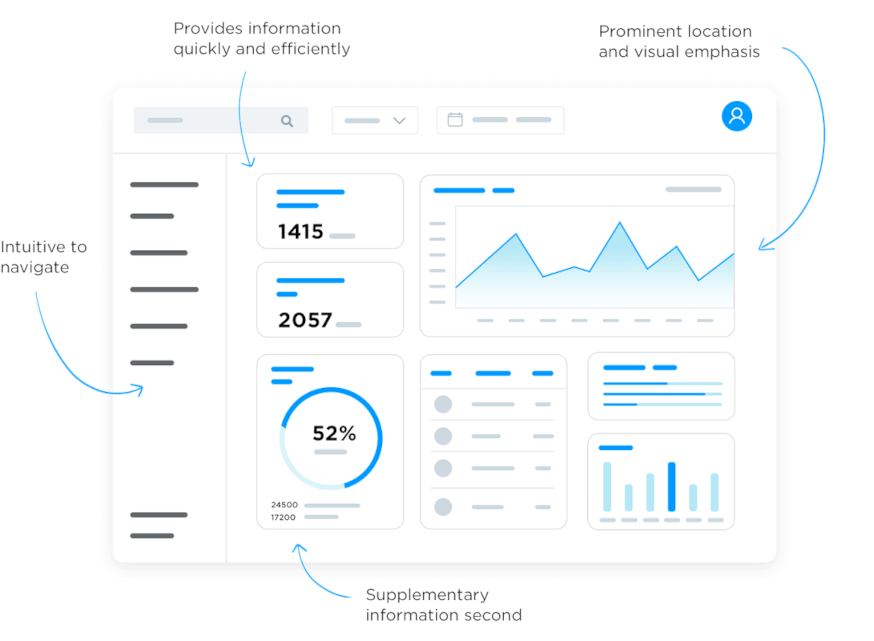 Provides information
quickly and efficiently
Prominent location
and visual emphasis
Intuitive to
navigate
1415
2057
52%
24500
17200
Supplementary
information second